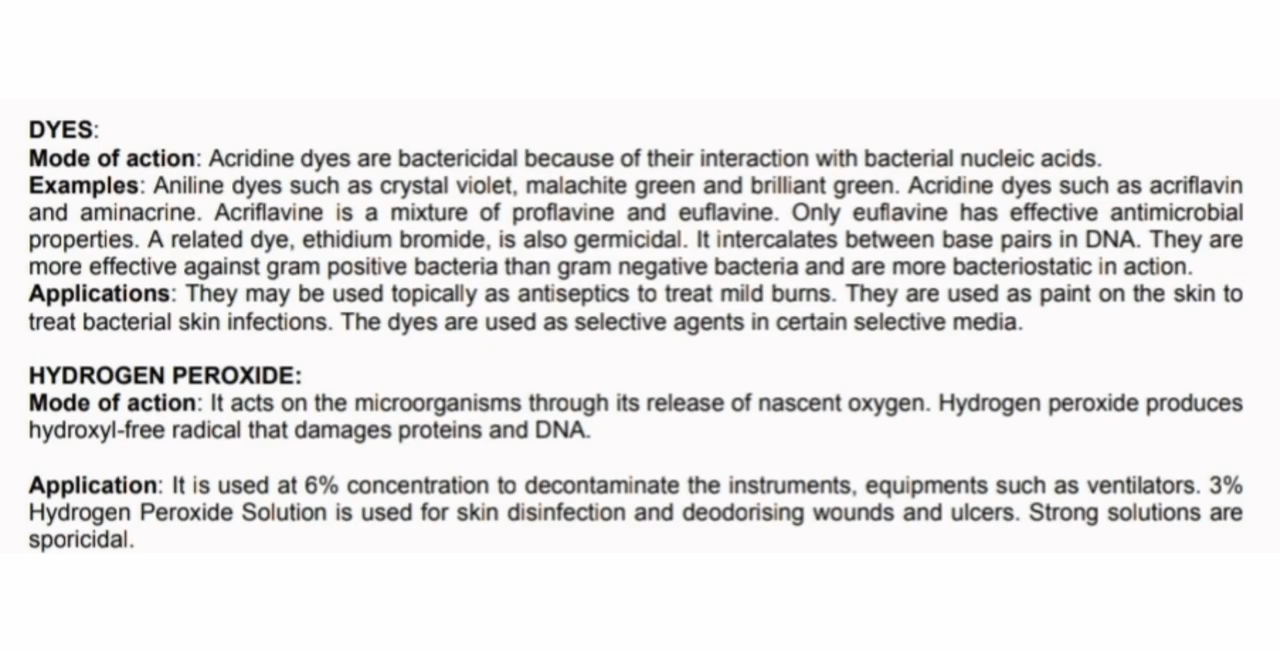 DYES:
Mode of action: Acridine dyes are bactericidal because of their interaction with bacterial nucleic acids.
Examples: Aniline dyes such as crystal violet, malachite green and brilliant green. Acridine dyes such as acriflavin
and aminacrine. Acriflavine is a mixture of proflavine and euflavine. Only euflavine has effective antimicrobial
properties. A related dye, ethidium bromide, is also germicidal. It intercalates between base pairs in DNA. They are
more effective against gram positive bacteria than gram negative bacteria and are more bacteriostatic in action.
Applications: They may be used topically as antiseptics to treat mild burns. They are used as paint on the skin to
treat bacterial skin infections. The dyes are used as selective agents in certain selective media.
HYDROGEN PEROXIDE:
Mode of action: It acts on the microorganisms through its release of nascent oxygen. Hydrogen peroxide produces
hydroxyl-free radical that damages proteins and DNA.
Application: It is used at 6% concentration to decontaminate the instruments, equipments such as ventilators. 3%
Hydrogen Peroxide Solution is used for skin disinfection and deodorising wounds and ulcers. Strong solutions are
sporicidal.